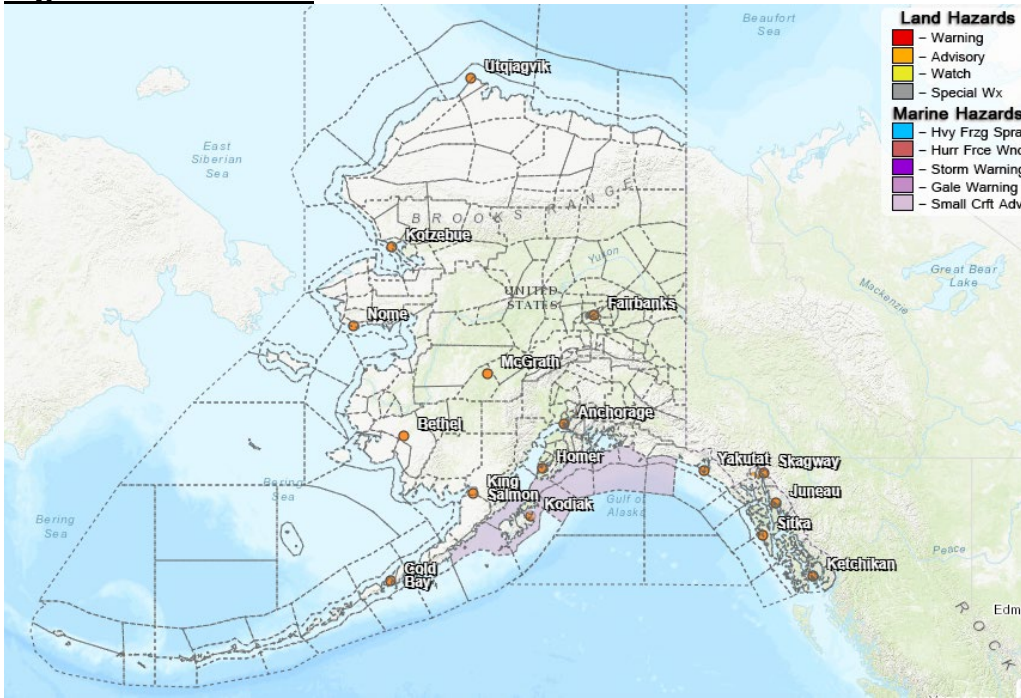 Land Hazards
– Warning
– Advisory
– Watch
– Special Wx
Marine Hazards
– Hvy Frzg Spra
– Hurr Frce Wnd
– Storm Warning
– Gale Warning
– Small Crft Adv
Beaufort
Sea
Utqiagvik
East
Siberian
Sea
BROOKS RANGE
Kotzebue
Yukon
Great Bear
Lake
Mackenzie
UNITED
STATES
Fairbanks
Nome
McGrath
Anchorage
Bethel
Homer
Yakutat
Skagway
King
Salmon
Juneau
Bering
Sea
Kodiak
Gulf of
Alaska
Bering
Sea
Sitka
Peace
Ketchikan
Cold
Bay
Edm
ROCK